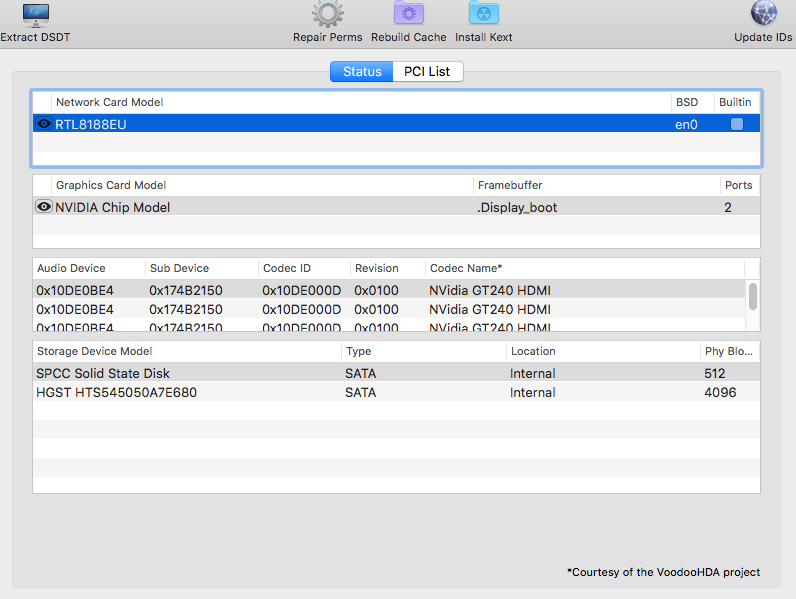 Extract DSDT Repair Perms Rebuild Cache Install Kext Update IDs
Status PCI List
Network Card Model BSD Builtin
RTL8188EU en0
Graphics Card Model Framebuffer Ports
NVIDIA Chip Model .Display_boot 2
Audio Device Sub Device Codec ID Revision Codec Name*
0x10DE0BE4 0x174B2150 0x10DE000D 0x0100 NVidia GT240 HDMI
0x10DE0BE4 0x174B2150 0x10DE000D 0x0100 NVidia GT240 HDMI
0x10DE0BE4 0x174B2150 0x10DE000D 0x0100 NVidia GT240 HDMI
Storage Device Model Type Location Phy Blo...
SPCC Solid State Disk SATA Internal 512
HGST HTS545050A7E680 SATA Internal 4096
*Courtesy of the VoodooHDA project